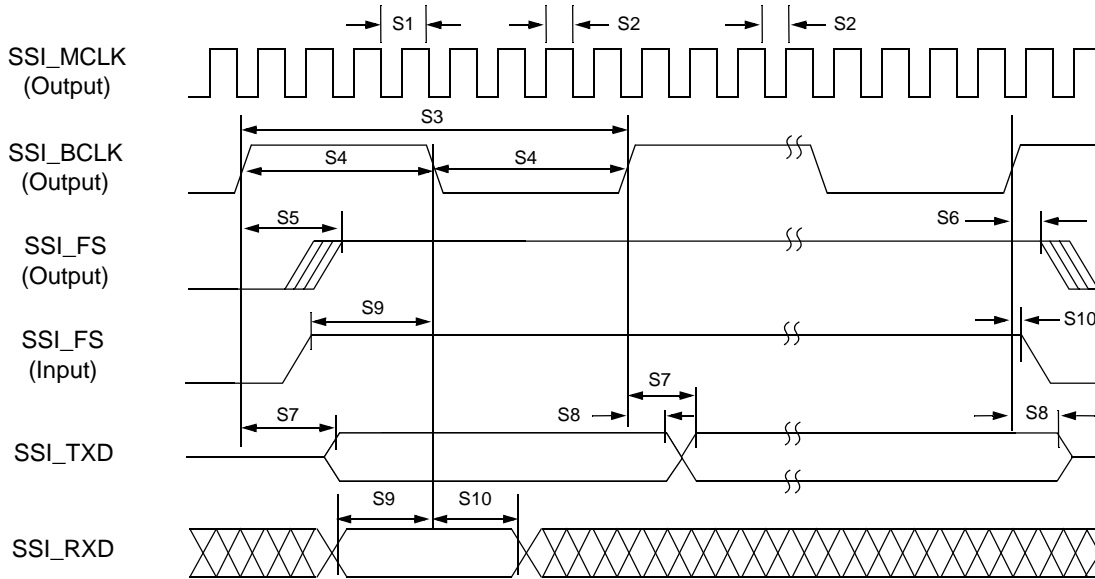 S1
S2
S2
SSI_MCLK
(Output)
S3
SSI_BCLK
(Output)
S4
S4
S5
S6
SSI_FS
(Output)
S9
S10
SSI_FS
(Input)
S7
S7
S8
S8
SSI_TXD
S9
S10
SSI_RXD